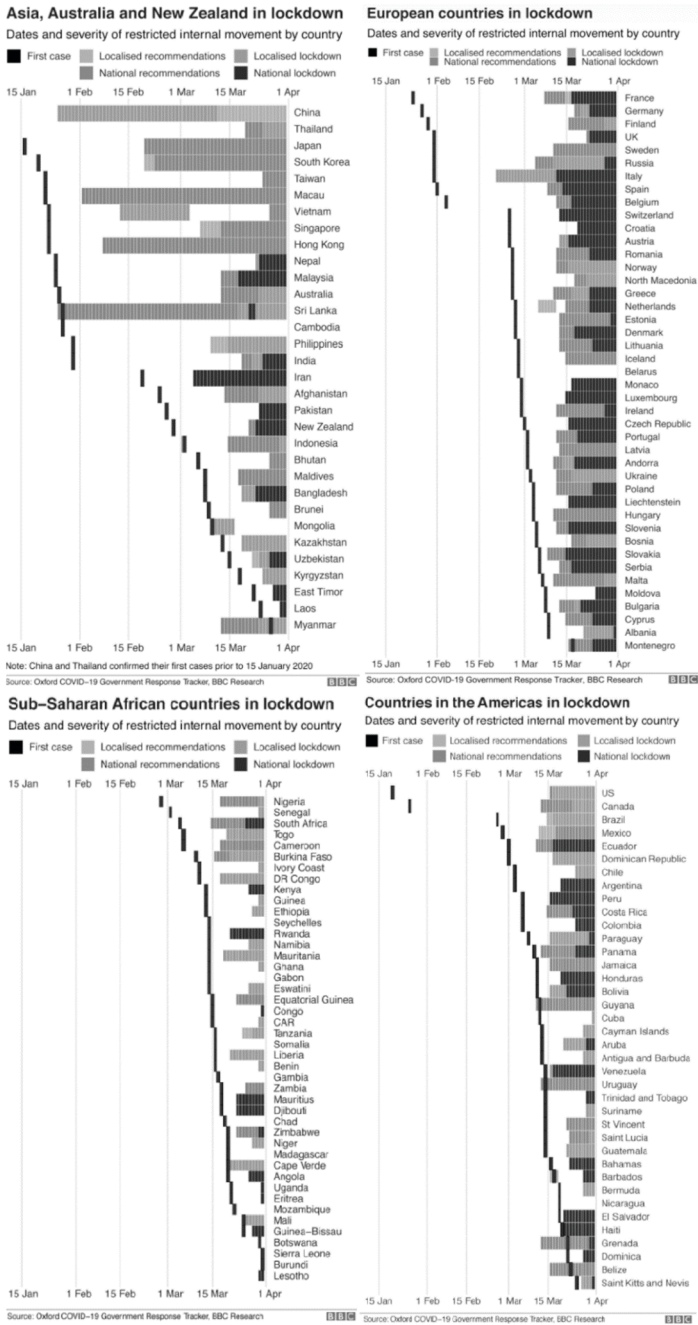 Asia, Australia and New Zealand in lockdown
Dates and severity of restricted internal movement by country
First case
Localised recommendations
Localised lockdown
National recommendations
National lockdown
15 Jan 1 Feb 15 Feb 1 Mar 15 Mar 1 Apr
China
Thailand
Japan
South Korea
Taiwan
Macau
Vietnam
Singapore
Hong Kong
Nepal
Malaysia
Australia
Sri Lanka
Cambodia
Philippines
India
Iran
Afghanistan
Pakistan
New Zealand
Indonesia
Bhutan
Maldives
Bangladesh
Brunei
Mongolia
Kazakhstan
Uzbekistan
Kyrgyzstan
East Timor
Laos
Myanmar
15 Jan 1 Feb 15 Feb 1 Mar 15 Mar 1 Apr
Note: China and Thailand confirmed their first cases prior to 15 January 2020
Source: Oxford COVID-19 Government Response Tracker, BBC Research
BBC
European countries in lockdown
Dates and severity of restricted internal movement by country
First case
Localised recommendations
Localised lockdown
National recommendations
National lockdown
15 Jan 1 Feb 15 Feb 1 Mar 15 Mar 1 Apr
France
Germany
Finland
UK
Sweden
Russia
Italy
Spain
Belgium
Switzerland
Croatia
Austria
Romania
Norway
North Macedonia
Greece
Netherlands
Estonia
Denmark
Lithuania
Iceland
Belarus
Monaco
Luxembourg
Ireland
Czech Republic
Portugal
Latvia
Andorra
Ukraine
Poland
Liechtenstein
Hungary
Slovenia
Bosnia
Slovakia
Serbia
Malta
Moldova
Bulgaria
Cyprus
Albania
Montenegro
15 Jan 1 Feb 15 Feb 1 Mar 15 Mar 1 Apr
Source: Oxford COVID-19 Government Response Tracker, BBC Research
BBC
Sub-Saharan African countries in lockdown
Dates and severity of restricted internal movement by country
First case
Localised recommendations
Localised lockdown
National recommendations
National lockdown
15 Jan 1 Feb 15 Feb 1 Mar 15 Mar 1 Apr
Nigeria
Senegal
South Africa
Togo
Cameroon
Burkina Faso
Ivory Coast
DR Congo
Kenya
Guinea
Ethiopia
Seychelles
Rwanda
Namibia
Mauritania
Ghana
Gabon
Eswatini
Equatorial Guinea
Congo
CAR
Tanzania
Somalia
Liberia
Benin
Gambia
Zambia
Mauritius
Djibouti
Chad
Zimbabwe
Niger
Madagascar
Cape Verde
Angola
Uganda
Eritrea
Mozambique
Mali
Guinea-Bissau
Botswana
Sierra Leone
Burundi
Lesotho
15 Jan 1 Feb 15 Feb 1 Mar 15 Mar 1 Apr
Source: Oxford COVID-19 Government Response Tracker, BBC Research
BBC
Countries in the Americas in lockdown
Dates and severity of restricted internal movement by country
First case
Localised recommendations
Localised lockdown
National recommendations
National lockdown
15 Jan 1 Feb 15 Feb 1 Mar 15 Mar 1 Apr
US
Canada
Brazil
Mexico
Ecuador
Dominican Republic
Chile
Argentina
Peru
Costa Rica
Colombia
Paraguay
Panama
Jamaica
Honduras
Bolivia
Guyana
Cuba
Cayman Islands
Aruba
Antigua and Barbuda
Venezuela
Uruguay
Trinidad and Tobago
Suriname
St Vincent
Saint Lucia
Guatemala
Bahamas
Barbados
Bermuda
Nicaragua
El Salvador
Haiti
Grenada
Dominica
Belize
Saint Kitts and Nevis
15 Jan 1 Feb 15 Feb 1 Mar 15 Mar 1 Apr
Source: Oxford COVID-19 Government Response Tracker, BBC Research
BBC